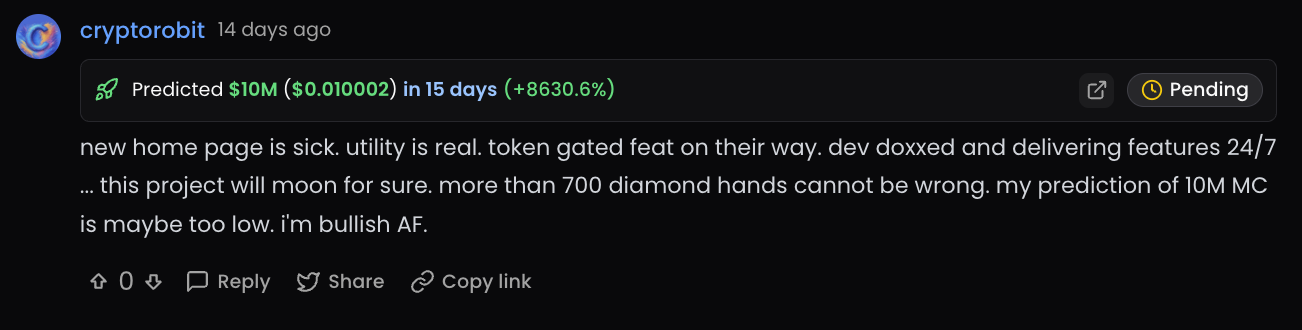 cryptorobit 14 days ago
Predicted $10M ($0.010002) in 15 days (+8630.6%) Pending
new home page is sick. utility is real. token gated feat on their way. dev doxxed and delivering features 24/7
... this project will moon for sure. more than 700 diamond hands cannot be wrong. my prediction of 10M MC
is maybe too low. i'm bullish AF.
0 Reply Share Copy link